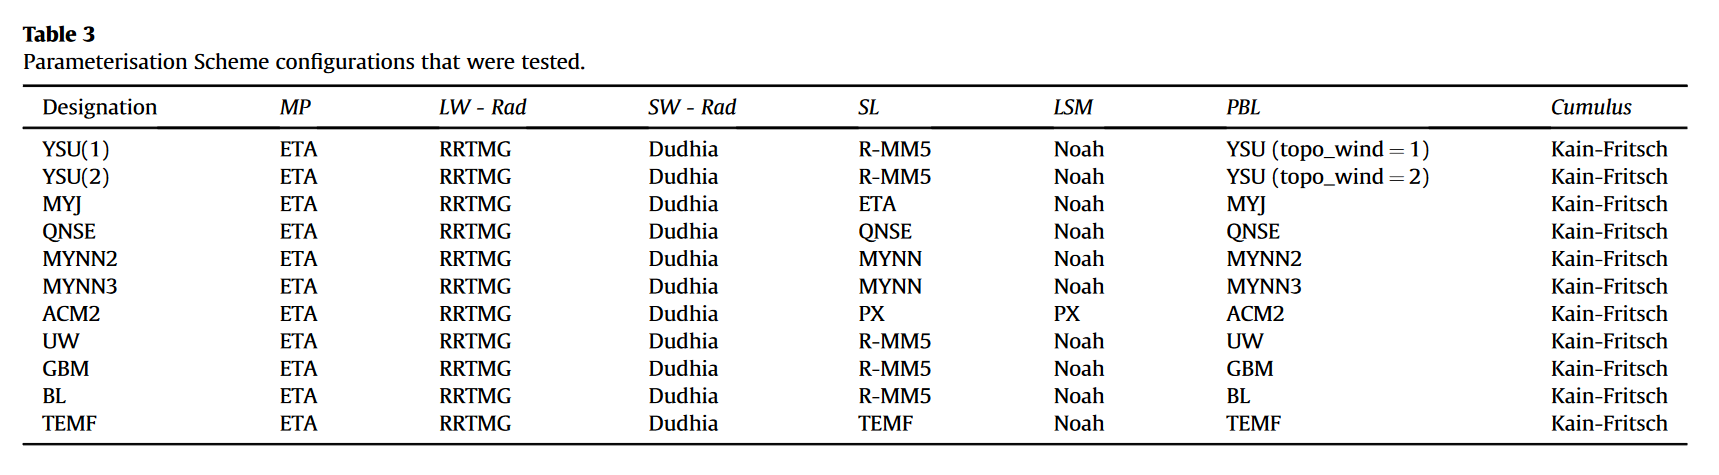 Table 3
Parameterisation Scheme configurations that were tested.
Designation MP LW - Rad SW - Rad SL LSM PBL Cumulus
YSU(1) ETA RRTMG Dudhia R-MM5 Noah YSU (topo_wind = 1) Kain-Fritsch
YSU(2) ETA RRTMG Dudhia R-MM5 Noah YSU (topo_wind = 2) Kain-Fritsch
MYJ ETA RRTMG Dudhia ETA Noah MYJ Kain-Fritsch
QNSE ETA RRTMG Dudhia QNSE Noah QNSE Kain-Fritsch
MYNN2 ETA RRTMG Dudhia MYNN Noah MYNN2 Kain-Fritsch
MYNN3 ETA RRTMG Dudhia MYNN Noah MYNN3 Kain-Fritsch
ACM2 ETA RRTMG Dudhia PX PX ACM2 Kain-Fritsch
UW ETA RRTMG Dudhia R-MM5 Noah UW Kain-Fritsch
GBM ETA RRTMG Dudhia R-MM5 Noah GBM Kain-Fritsch
BL ETA RRTMG Dudhia R-MM5 Noah BL Kain-Fritsch
TEMF ETA RRTMG Dudhia TEMF Noah TEMF Kain-Fritsch